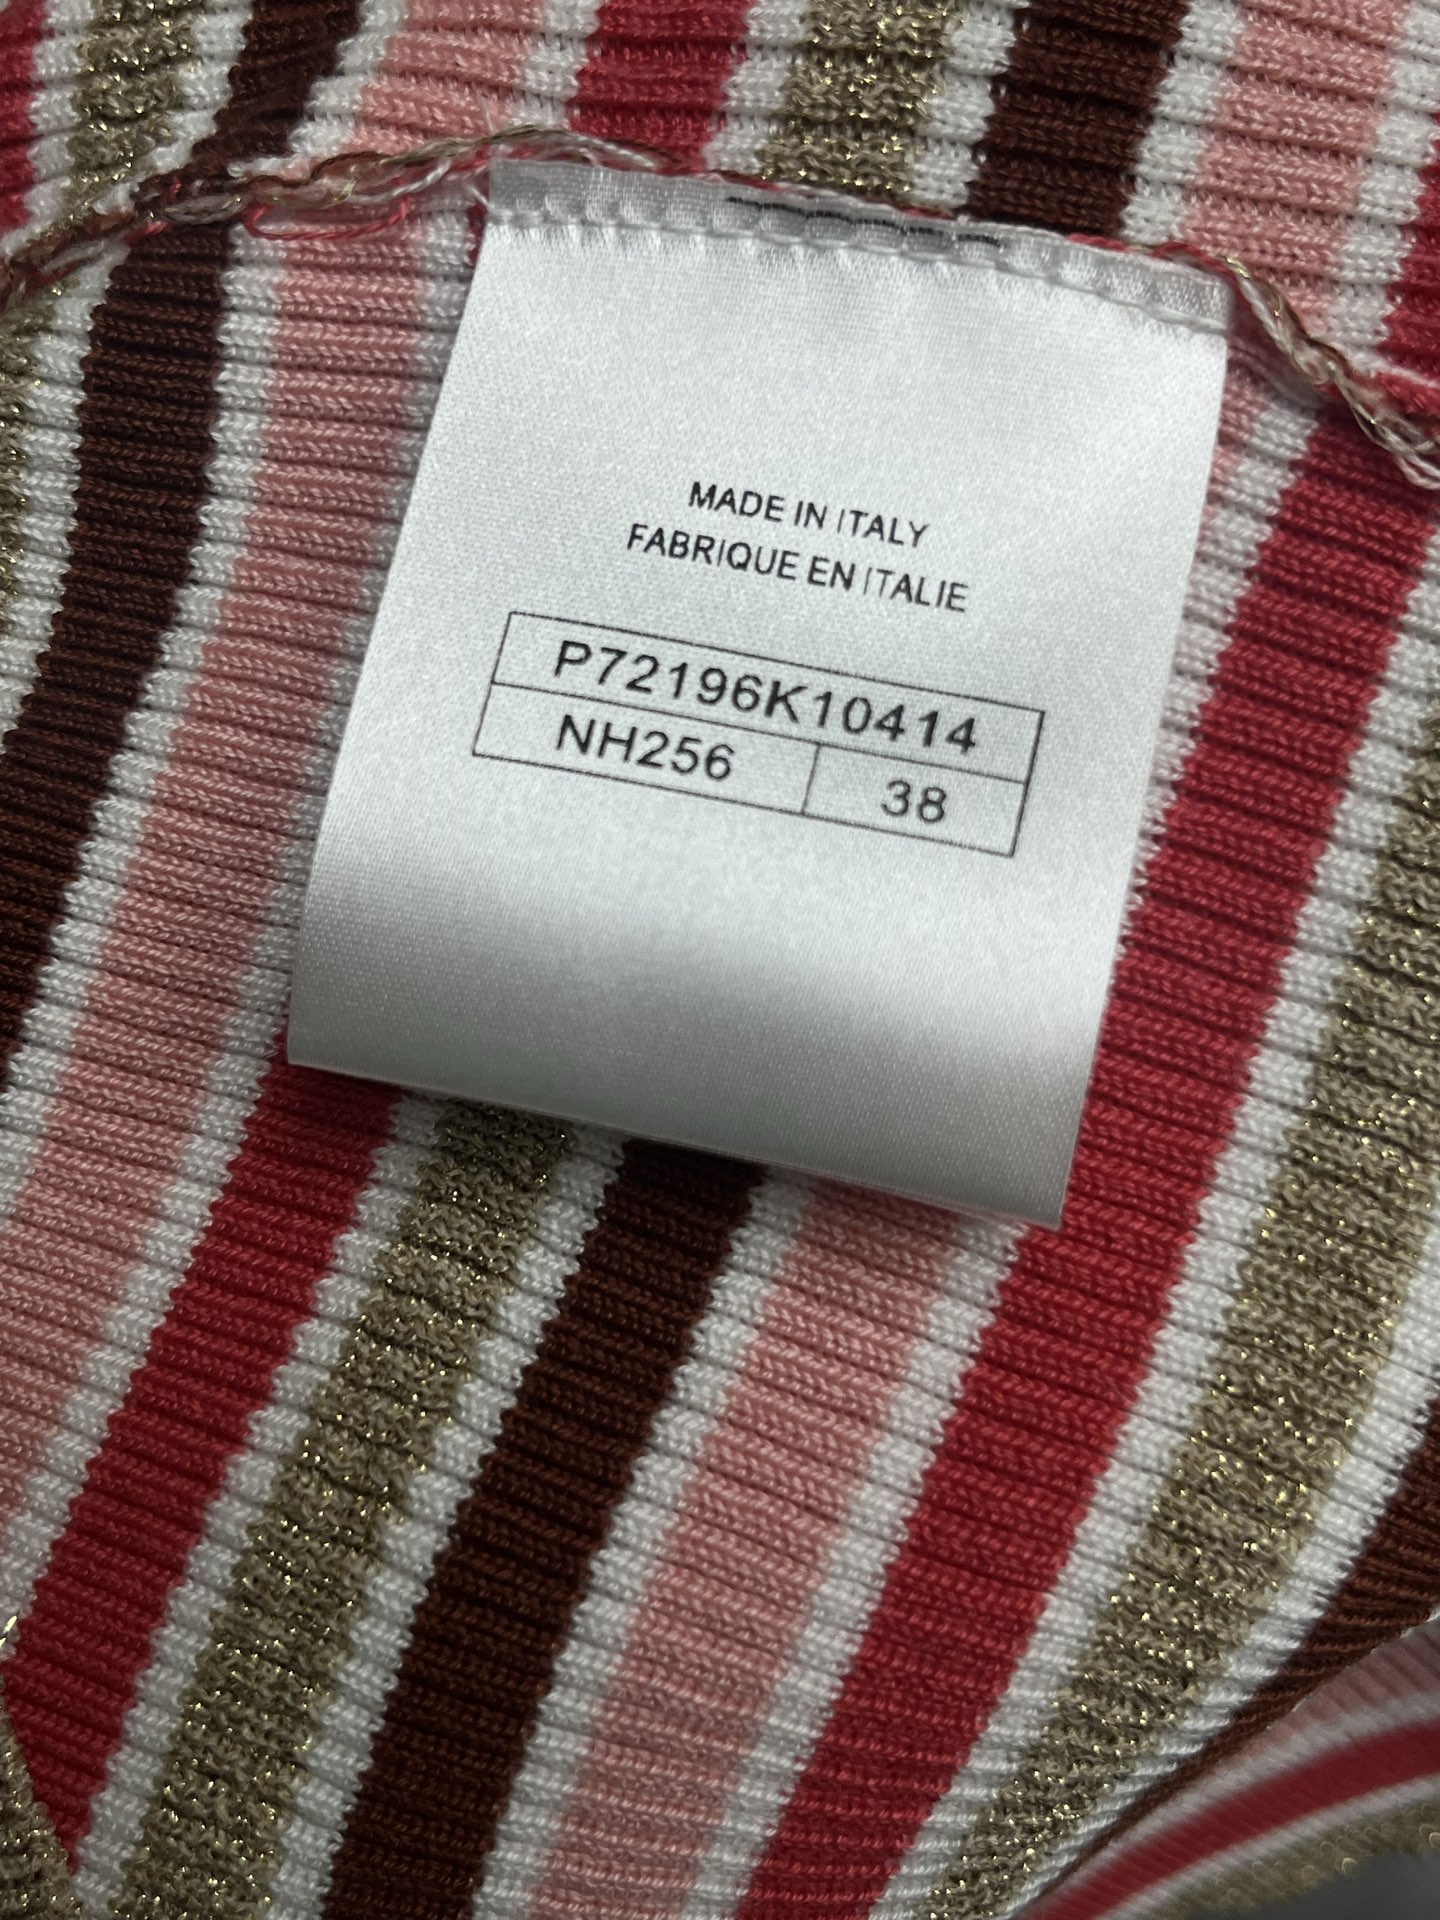 MADE IN ITALY
FABRIQUE EN ITALIE
P72196K10414
NH256 38